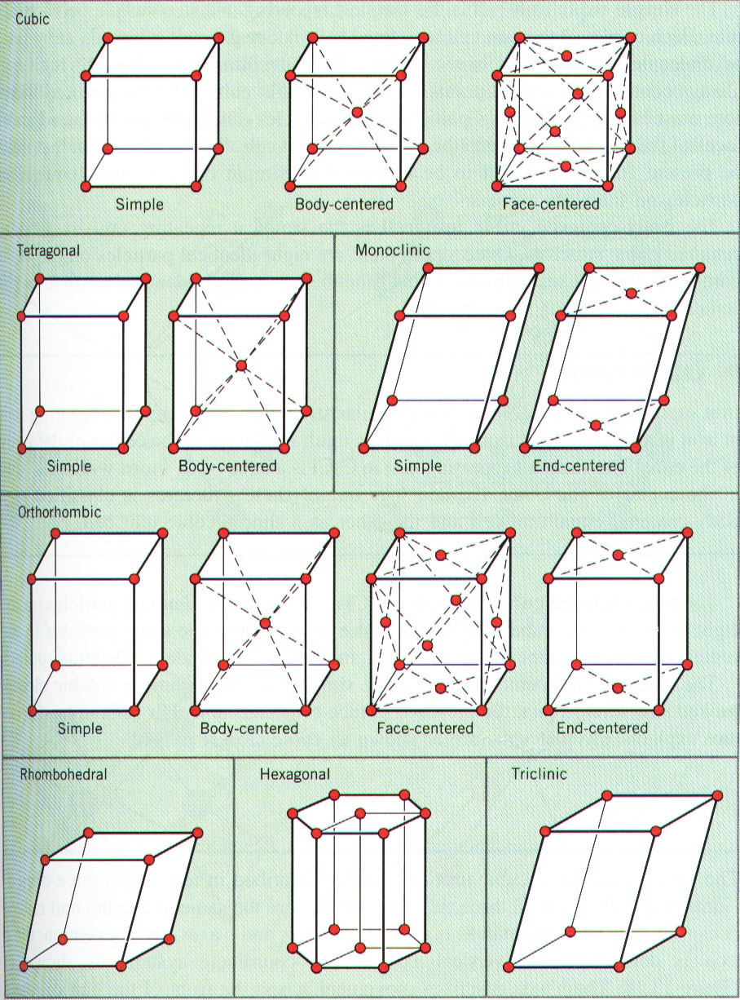 Cubic
Simple
Body-centered
Face-centered
Tetragonal
Monoclinic
Simple
Body-centered
Simple
End-centered
Orthorhombic
Simple
Body-centered
Face-centered
End-centered
Rhombohedral
Hexagonal
Triclinic